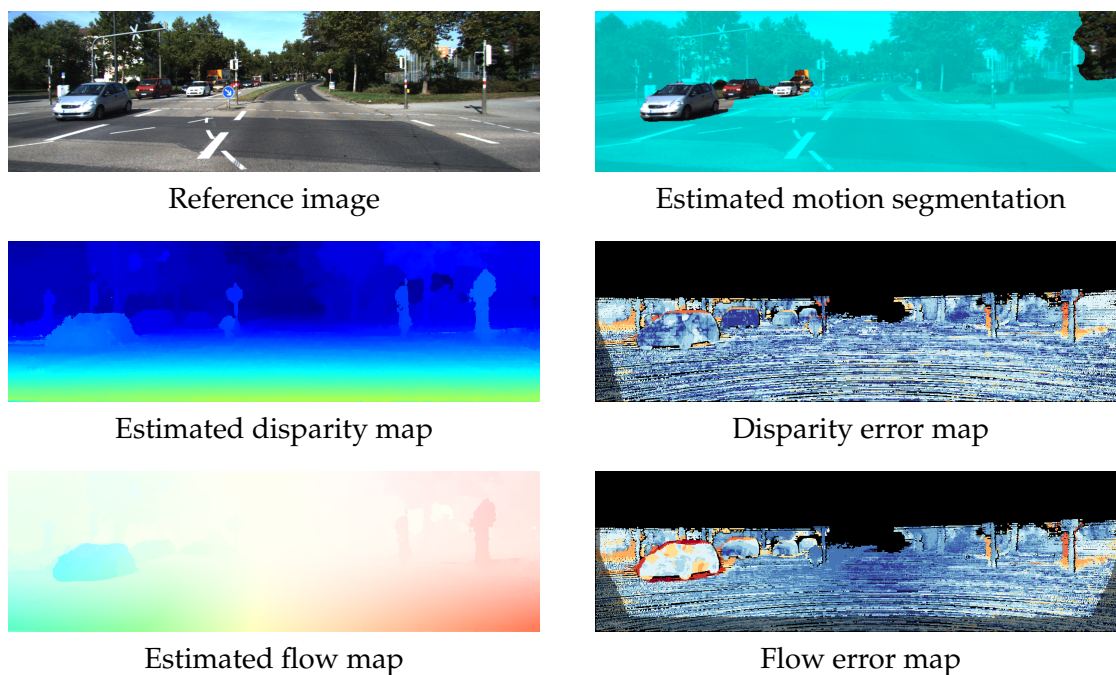 Reference image
Estimated motion segmentation
Estimated disparity map
Disparity error map
Estimated flow map
Flow error map